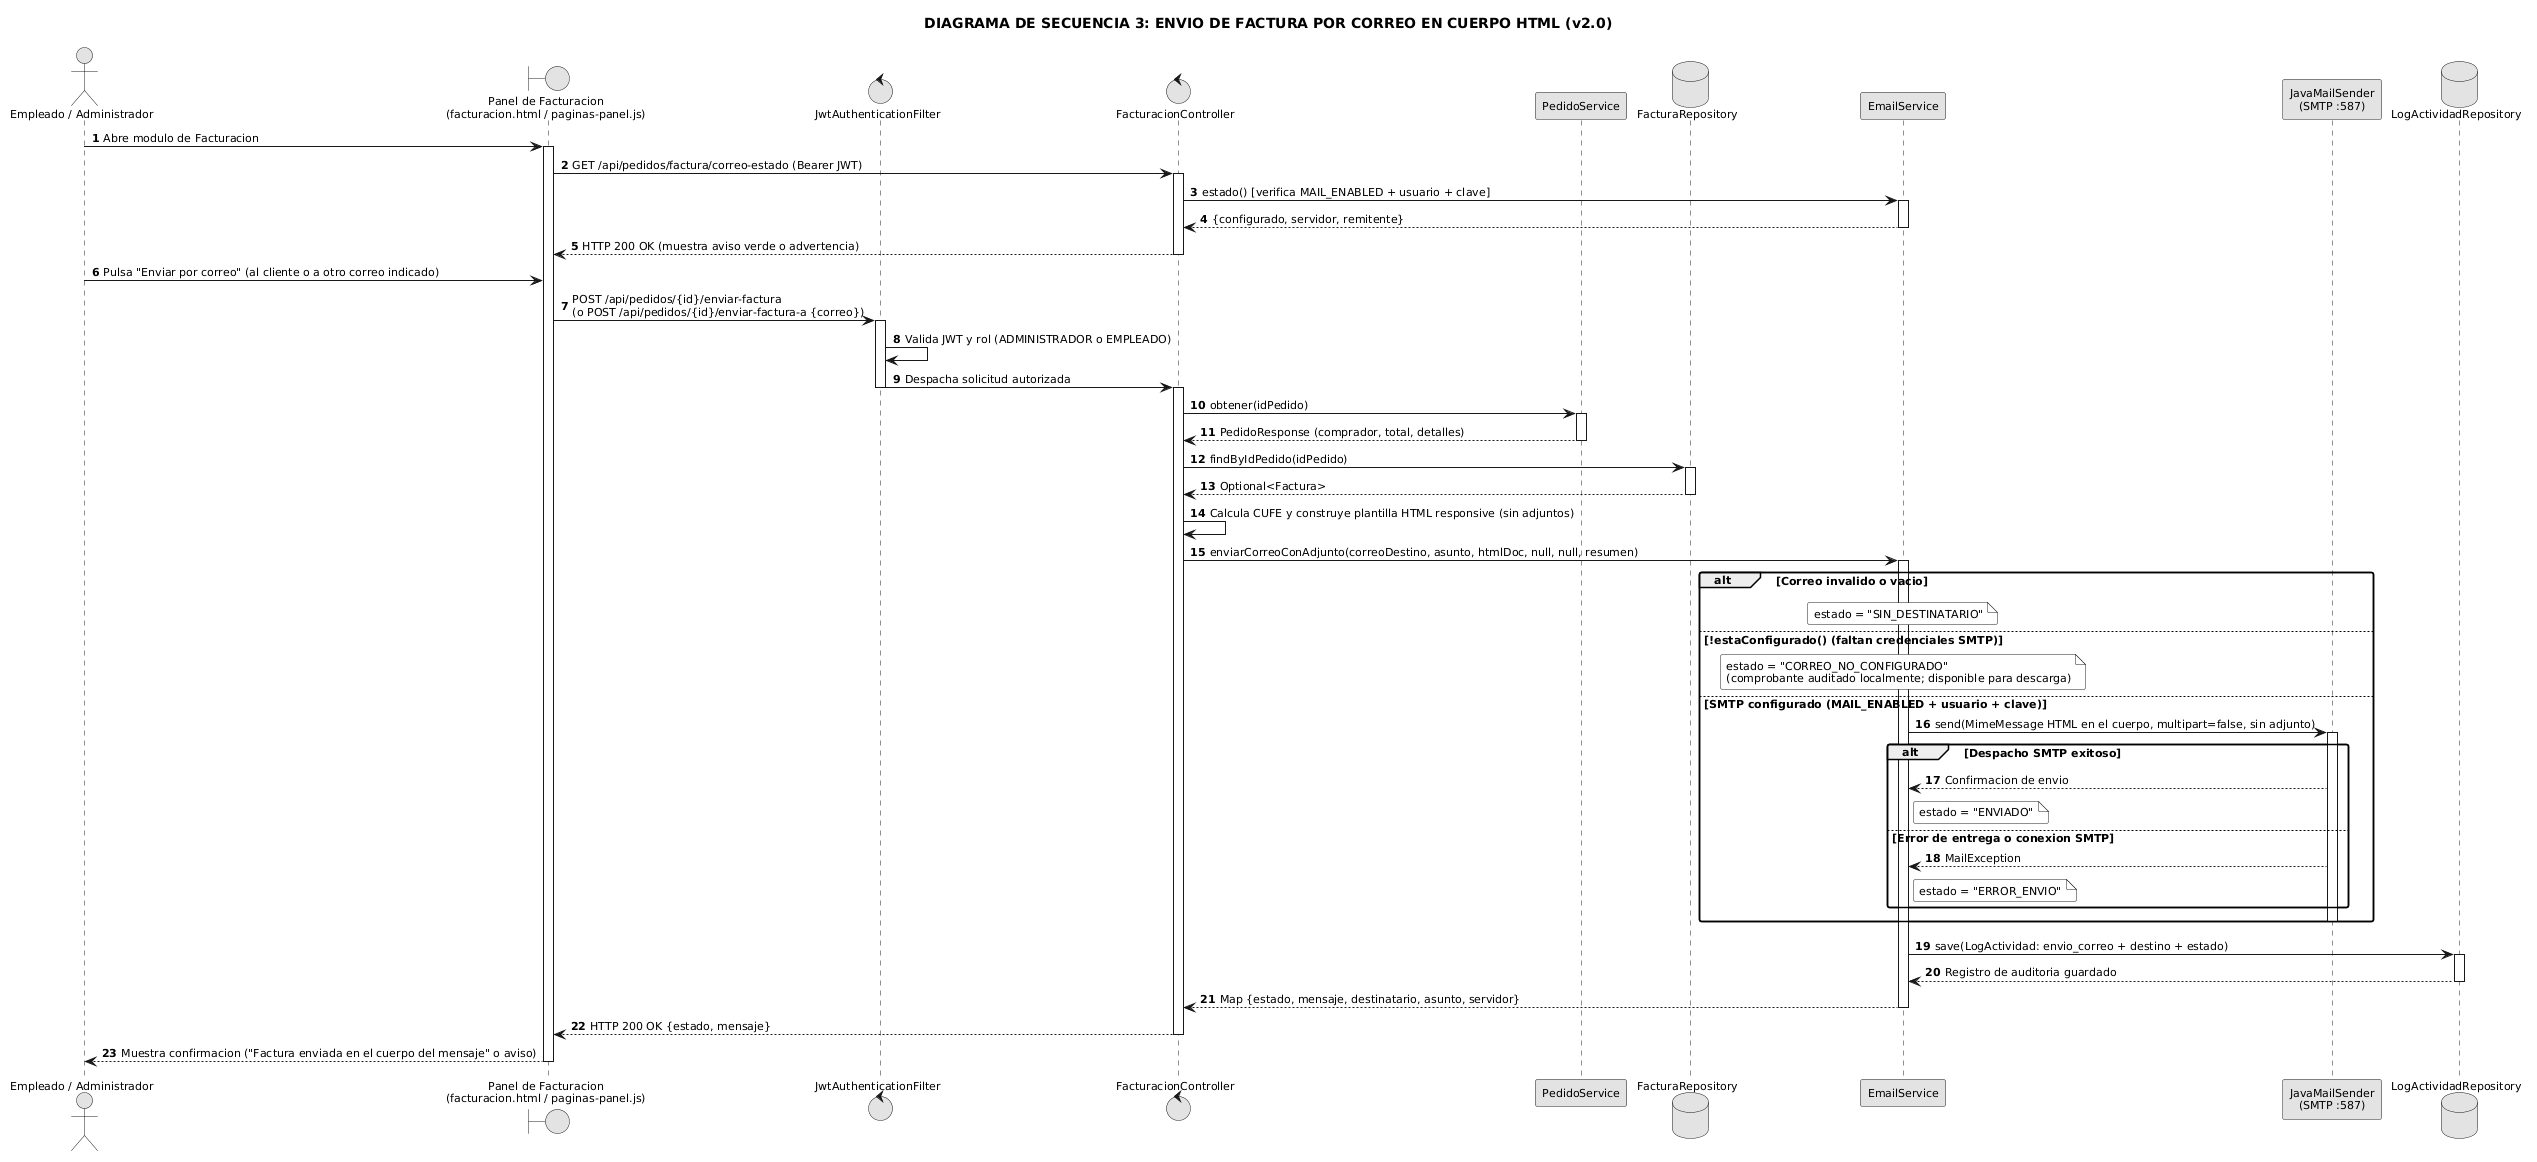 DIAGRAMA DE SECUENCIA 3: ENVIO DE FACTURA POR CORREO EN CUERPO HTML (v2.0)
Empleado / Administrador
Panel de Facturacion
(facturacion.html / paginas-panel.js)
JwtAuthenticationFilter
FacturacionController
PedidoService
FacturaRepository
EmailService
JavaMailSender
(SMTP :587)
LogActividadRepository
1 Abre modulo de Facturacion
2 GET /api/pedidos/factura/correo-estado (Bearer JWT)
3 estado() [verifica MAIL_ENABLED + usuario + clave]
4 {configurado, servidor, remitente}
5 HTTP 200 OK (muestra aviso verde o advertencia)
6 Pulsa "Enviar por correo" (al cliente o a otro correo indicado)
7 POST /api/pedidos/{id}/enviar-factura
(o POST /api/pedidos/{id}/enviar-factura-a {correo})
8 Valida JWT y rol (ADMINISTRADOR o EMPLEADO)
9 Despacha solicitud autorizada
10 obtener(idPedido)
11 PedidoResponse (comprador, total, detalles)
12 findByIdPedido(idPedido)
13 Optional<Factura>
14 Calcula CUFE y construye plantilla HTML responsive (sin adjuntos)
15 enviarCorreoConAdjunto(correoDestino, asunto, htmlDoc, null, null, resumen)
alt [Correo invalido o vacio]
estado = "SIN_DESTINATARIO"
[!estaConfigurado() (faltan credenciales SMTP)]
estado = "CORREO_NO_CONFIGURADO"
(comprobante auditado localmente; disponible para descarga)
[SMTP configurado (MAIL_ENABLED + usuario + clave)]
16 send(MimeMessage HTML en el cuerpo, multipart=false, sin adjunto)
alt [Despacho SMTP exitoso]
17 Confirmacion de envio
estado = "ENVIADO"
[Error de entrega o conexion SMTP]
18 MailException
estado = "ERROR_ENVIO"
19 save(LogActividad: envio_correo + destino + estado)
20 Registro de auditoria guardado
21 Map {estado, mensaje, destinatario, asunto, servidor}
22 HTTP 200 OK {estado, mensaje}
23 Muestra confirmacion ("Factura enviada en el cuerpo del mensaje" o aviso)
Empleado / Administrador
Panel de Facturacion
(facturacion.html / paginas-panel.js)
JwtAuthenticationFilter
FacturacionController
PedidoService
FacturaRepository
EmailService
JavaMailSender
(SMTP :587)
LogActividadRepository